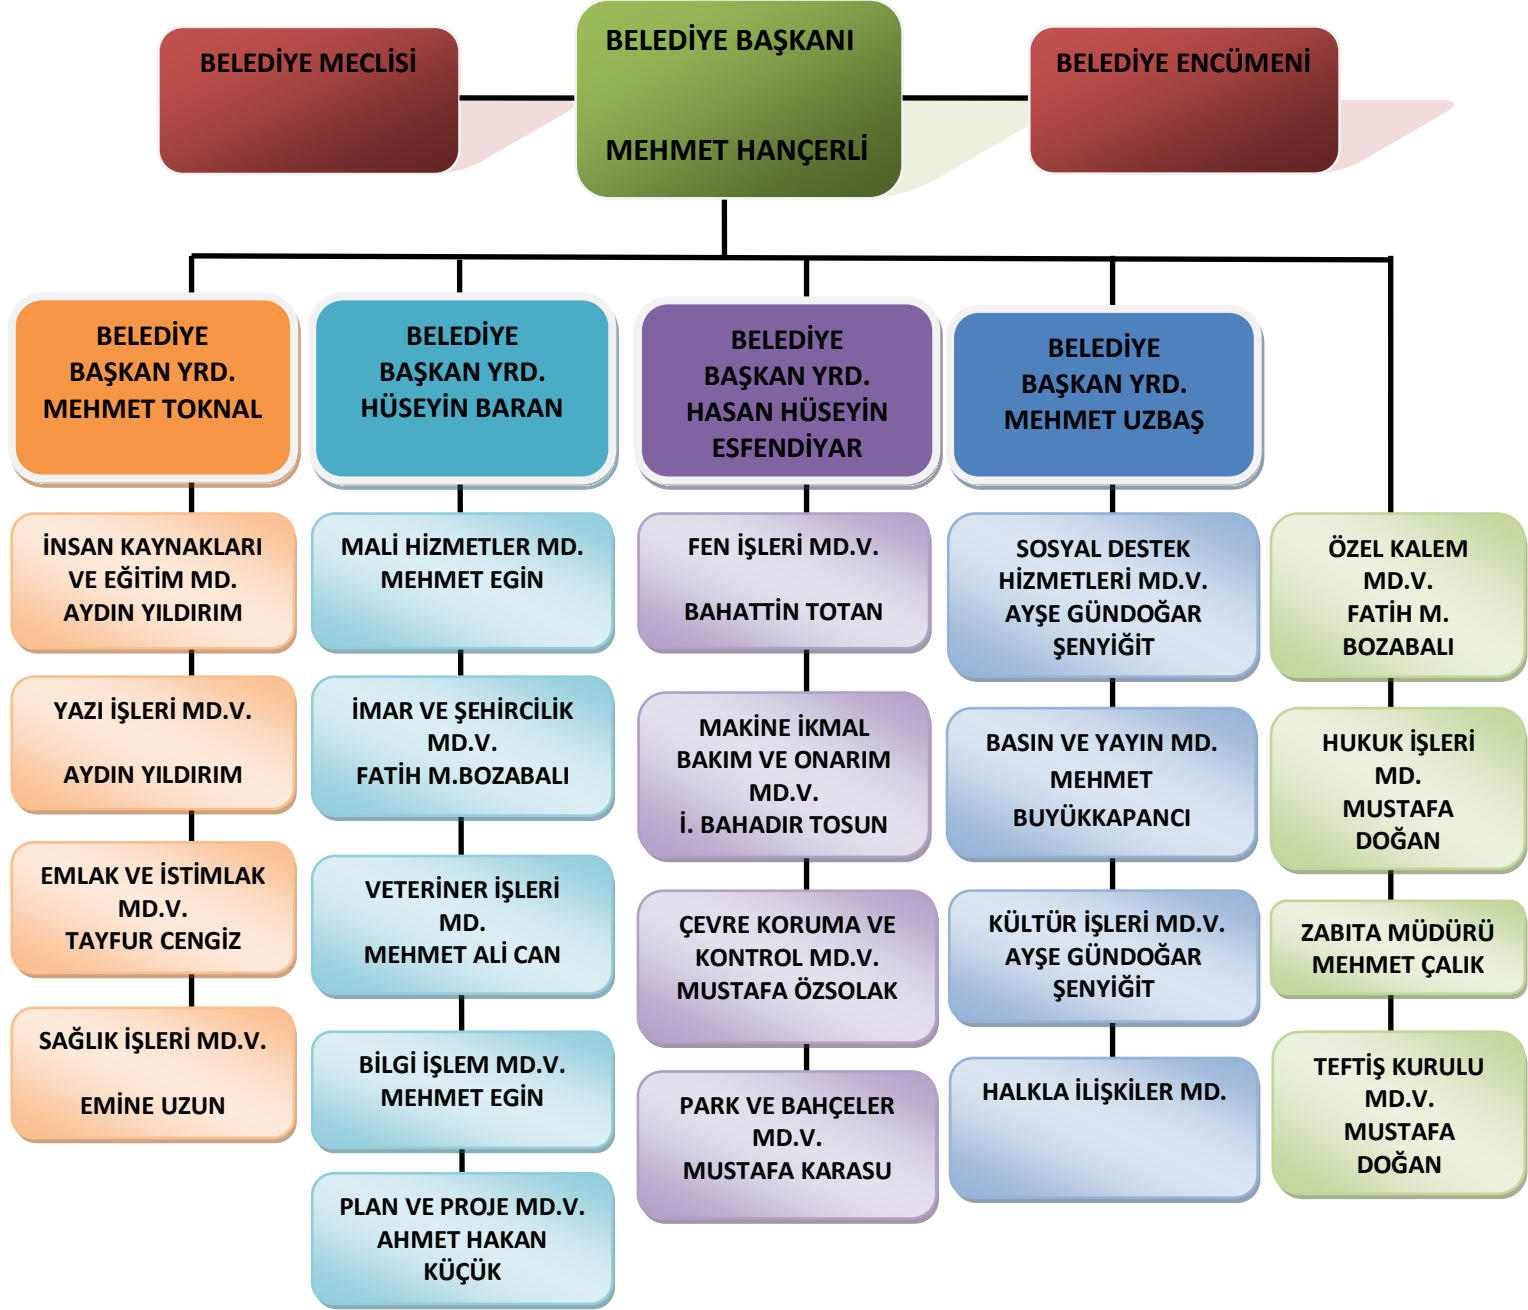 BELEDİYE MECLİSİ
BELEDİYE BAŞKANI
MEHMET HANÇERLİ
BELEDİYE ENCÜMENİ
BELEDİYE
BAŞKAN YRD.
MEHMET TOKNAL
BELEDİYE
BAŞKAN YRD.
HÜSEYİN BARAN
BELEDİYE
BAŞKAN YRD.
HASAN HÜSEYİN
ESFENDİYAR
BELEDİYE
BAŞKAN YRD.
MEHMET UZBAŞ
İNSAN KAYNAKLARI
VE EĞİTİM MD.
AYDIN YILDIRIM
YAZI İŞLERİ MD.V.
AYDIN YILDIRIM
EMLAK VE İSTİMLAK
MD.V.
TAYFUR CENGİZ
SAĞLIK İŞLERİ MD.V.
EMİNE UZUN
MALİ HİZMETLER MD.
MEHMET EGİN
İMAR VE ŞEHİRCİLİK
MD.V.
FATİH M.BOZABALI
VETERİNER İŞLERİ
MD.
MEHMET ALİ CAN
BİLGİ İŞLEM MD.V.
MEHMET EGİN
PLAN VE PROJE MD.V.
AHMET HAKAN
KÜÇÜK
FEN İŞLERİ MD.V.
BAHATTİN TOTAN
MAKİNE İKMAL
BAKIM VE ONARIM
MD.V.
İ. BAHADIR TOSUN
ÇEVRE KORUMA VE
KONTROL MD.V.
MUSTAFA ÖZSOLAK
PARK VE BAHÇELER
MD.V.
MUSTAFA KARASU
SOSYAL DESTEK
HİZMETLERİ MD.V.
AYŞE GÜNDOĞAR
ŞENYİĞİT
BASIN VE YAYIN MD.
MEHMET
BUYÜKKAPANCI
KÜLTÜR İŞLERİ MD.V.
AYŞE GÜNDOĞAR
ŞENYİĞİT
HALKLA İLİŞKİLER MD.
ÖZEL KALEM
MD.V.
FATİH M.
BOZABALI
HUKUK İŞLERİ
MD.
MUSTAFA
DOĞAN
ZABITA MÜDÜRÜ
MEHMET ÇALIK
TEFTİŞ KURULU
MD.V.
MUSTAFA
DOĞAN